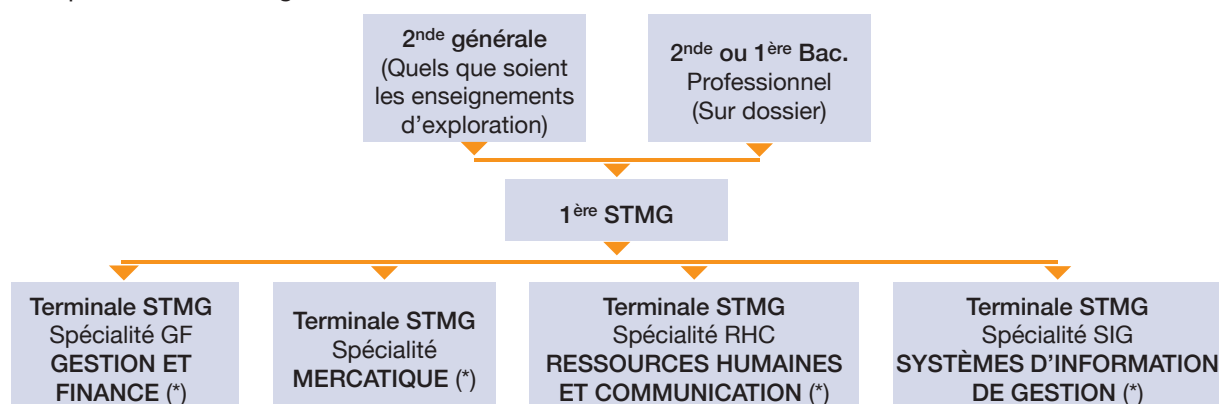 2nde générale
(Quels que soient
les enseignements
d'exploration)
2nde ou 1ère Bac.
Professionnel
(Sur dossier)
1ère STMG
Terminale STMG
Spécialité GF
GESTION ET
FINANCE (*)
Terminale STMG
Spécialité
MERCATIQUE (*)
Terminale STMG
Spécialité RHC
RESSOURCES HUMAINES
ET COMMUNICATION (*)
Terminale STMG
Spécialité SIG
SYSTÈMES D'INFORMATION
DE GESTION (*)